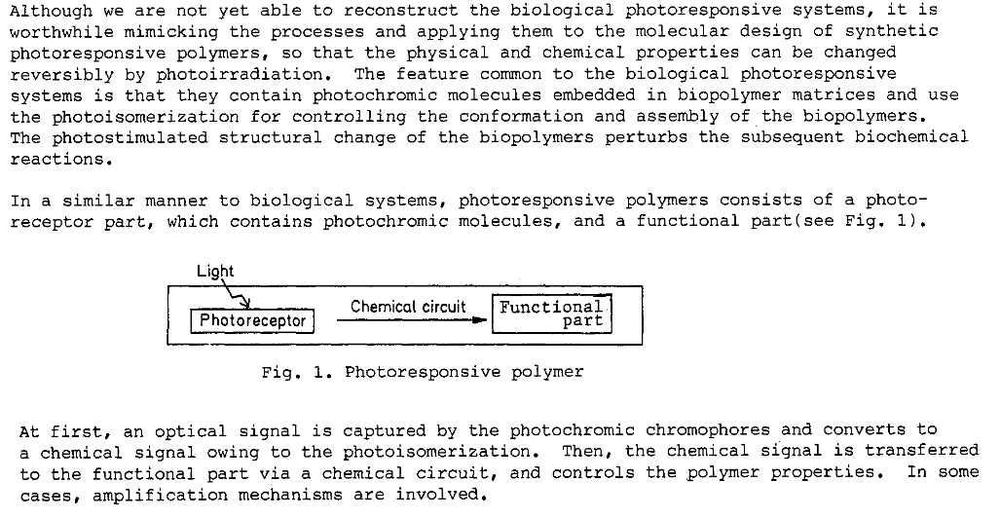 Although we are not yet able to reconstruct the biological photoresponsive systems, it is
worthwhile mimicking the processes and applying them to the molecular design of synthetic
photoresponsive polymers, so that the physical and chemical properties can be changed
reversibly by photoirradiation. The feature common to the biological photoresponsive
systems is that they contain photochromic molecules embedded in biopolymer matrices and use
the photoisomerization for controlling the conformation and assembly of the biopolymers.
The photostimulated structural change of the biopolymers perturbs the subsequent biochemical
reactions.
In a similar manner to biological systems, photoresponsive polymers consists of a photo-
receptor part, which contains photochromic molecules, and a functional part(see Fig. 1).
Light
Photoreceptor
Chemical circuit
Functional
part
Fig. 1. Photoresponsive polymer
At first, an optical signal is captured by the photochromic chromophores and converts to
a chemical signal owing to the photoisomerization. Then, the chemical signal is transferred
to the functional part via a chemical circuit, and controls the polymer properties. In some
cases, amplification mechanisms are involved.